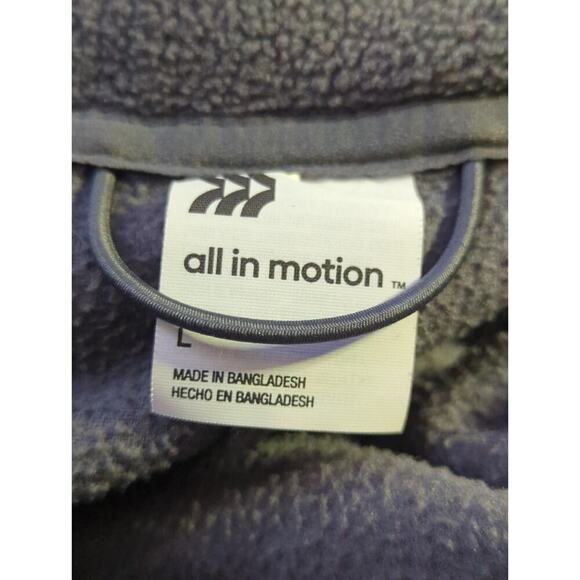 all in motion™
L
MADE IN BANGLADESH
HECHO EN BANGLADESH